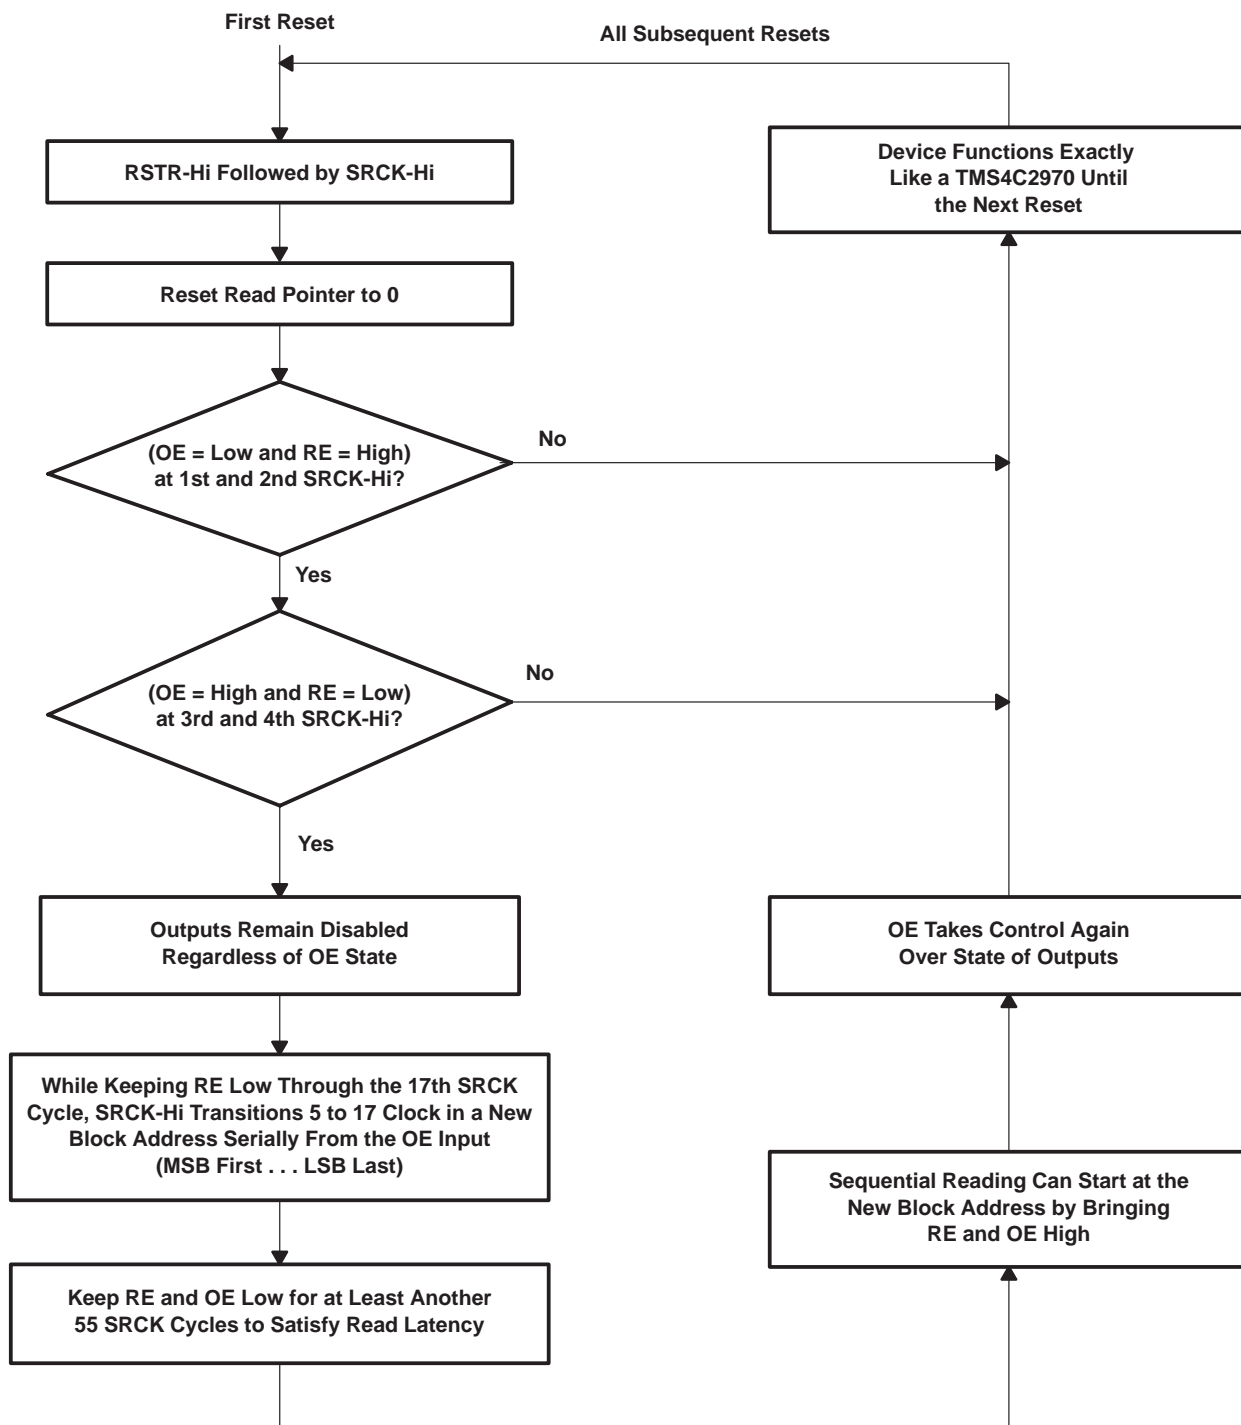 First Reset
All Subsequent Resets
RSTR-Hi Followed by SRCK-Hi
Device Functions Exactly
Like a TMS4C2970 Until
the Next Reset
Reset Read Pointer to 0
(OE = Low and RE = High)
at 1st and 2nd SRCK-Hi?
No
Yes
(OE = High and RE = Low)
at 3rd and 4th SRCK-Hi?
No
Yes
Outputs Remain Disabled
Regardless of OE State
OE Takes Control Again
Over State of Outputs
While Keeping RE Low Through the 17th SRCK
Cycle, SRCK-Hi Transitions 5 to 17 Clock in a New
Block Address Serially From the OE Input
(MSB First . . . LSB Last)
Sequential Reading Can Start at the
New Block Address by Bringing
RE and OE High
Keep RE and OE Low for at Least Another
55 SRCK Cycles to Satisfy Read Latency